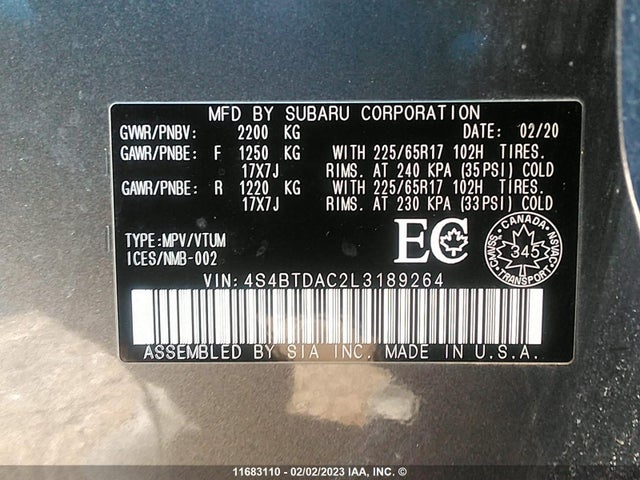 MFD BY SUBARU CORPORATION
GVWR/PNBV: 2200 KG DATE: 02/20
GAWR/PNBE: F 1250 KG WITH 225/65R17 102H TIRES.
17X7J RIMS. AT 240 KPA (35PSI) COLD
GAWR/PNBE: R 1220 KG WITH 225/65R17 102H TIRES.
17X7J RIMS. AT 230 KPA (33PSI) COLD
TYPE:MPV/VTUM
ICES/NMB-002
EC
CANADA
CMVSS NSVAC
345
TRANSPORT
VIN: 4S4BTDAC2L3189264
ASSEMBLED BY SIA INC. MADE IN U.S.A.
11683110 - 02/02/2023 IAA, INC. ©